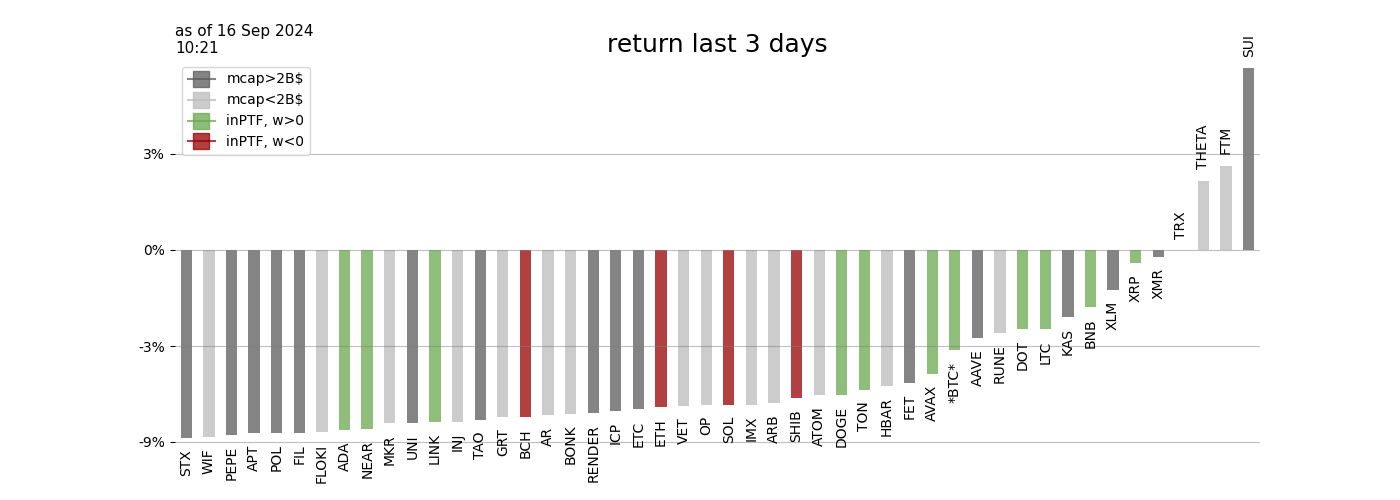 as of 16 Sep 2024
10:21
return last 3 days
mcap>2B$
mcap<2B$
inPTF, w>0
inPTF, w<0
3%
0%
-3%
-9%
STX
WIF
PEPE
APT
POL
FIL
FLOKI
ADA
NEAR
MKR
UNI
LINK
INJ
TAO
GRT
BCH
AR
BONK
RENDER
ICP
ETC
ETH
VET
OP
SOL
IMX
ARB
SHIB
ATOM
DOGE
TON
HBAR
FET
AVAX
*BTC*
AAVE
RUNE
DOT
LTC
KAS
BNB
XLM
XRP
XMR
TRX
THETA
FTM
SUI